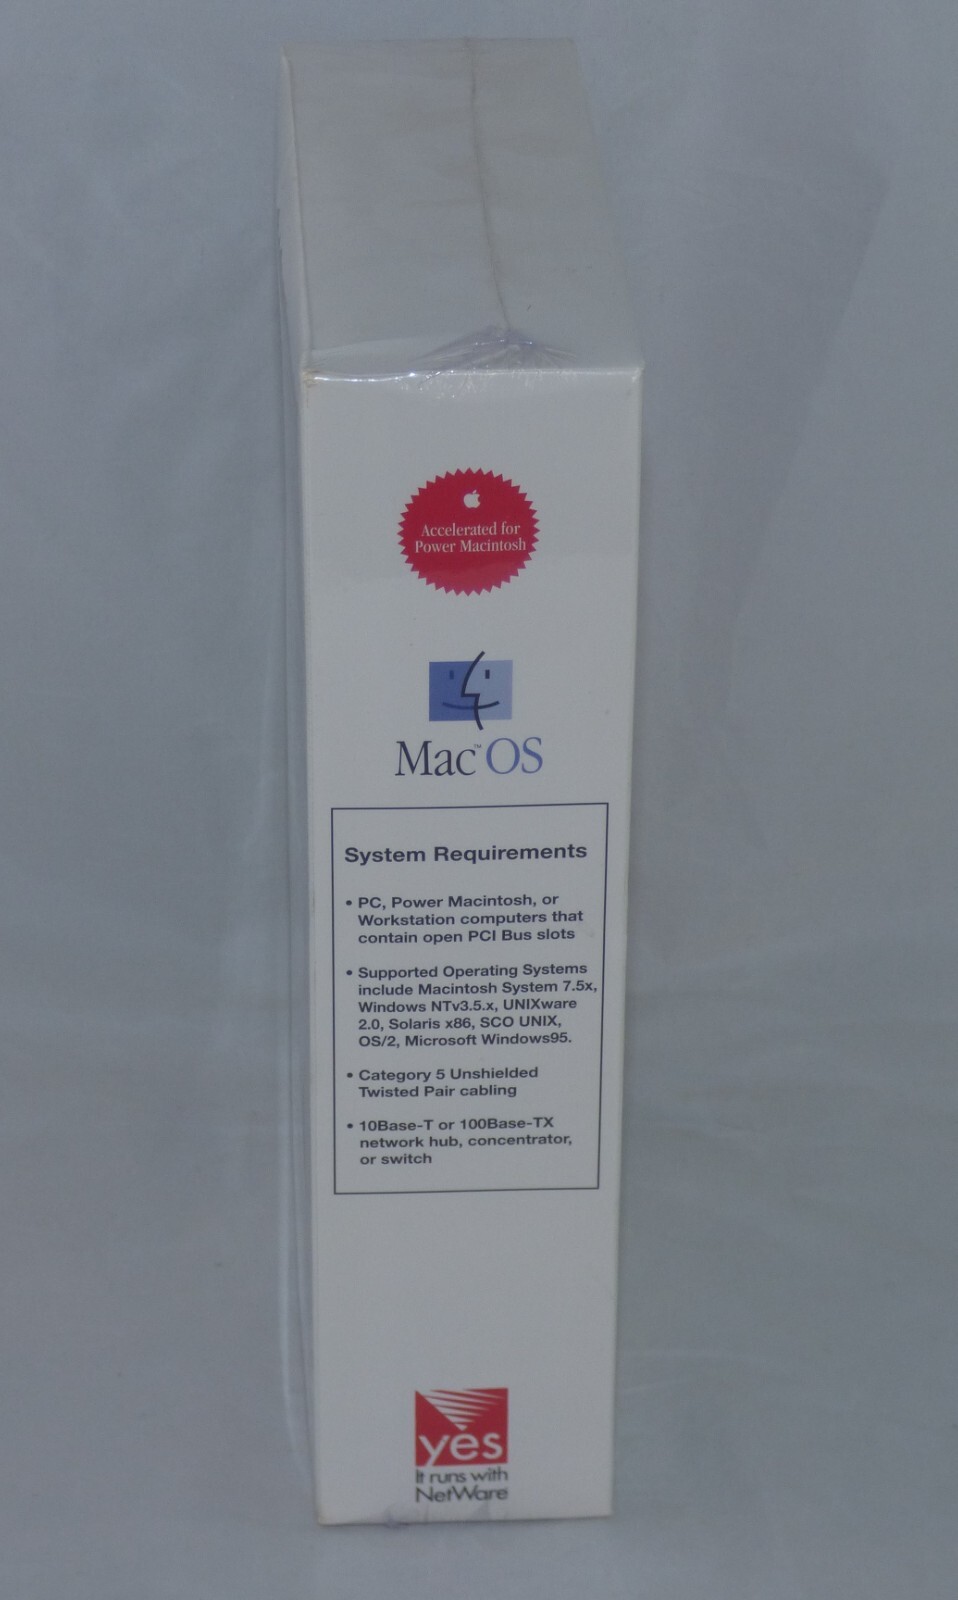 Accelerated for
Power Macintosh
Mac™ OS
System Requirements
• PC, Power Macintosh, or
Workstation computers that
contain open PCI Bus slots
• Supported Operating Systems
include Macintosh System 7.5x,
Windows NTv3.5.x, UNIXware
2.0, Solaris x86, SCO UNIX,
OS/2, Microsoft Windows95.
• Category 5 Unshielded
Twisted Pair cabling
• 10Base-T or 100Base-TX
network hub, concentrator,
or switch
yes
It runs with
NetWare